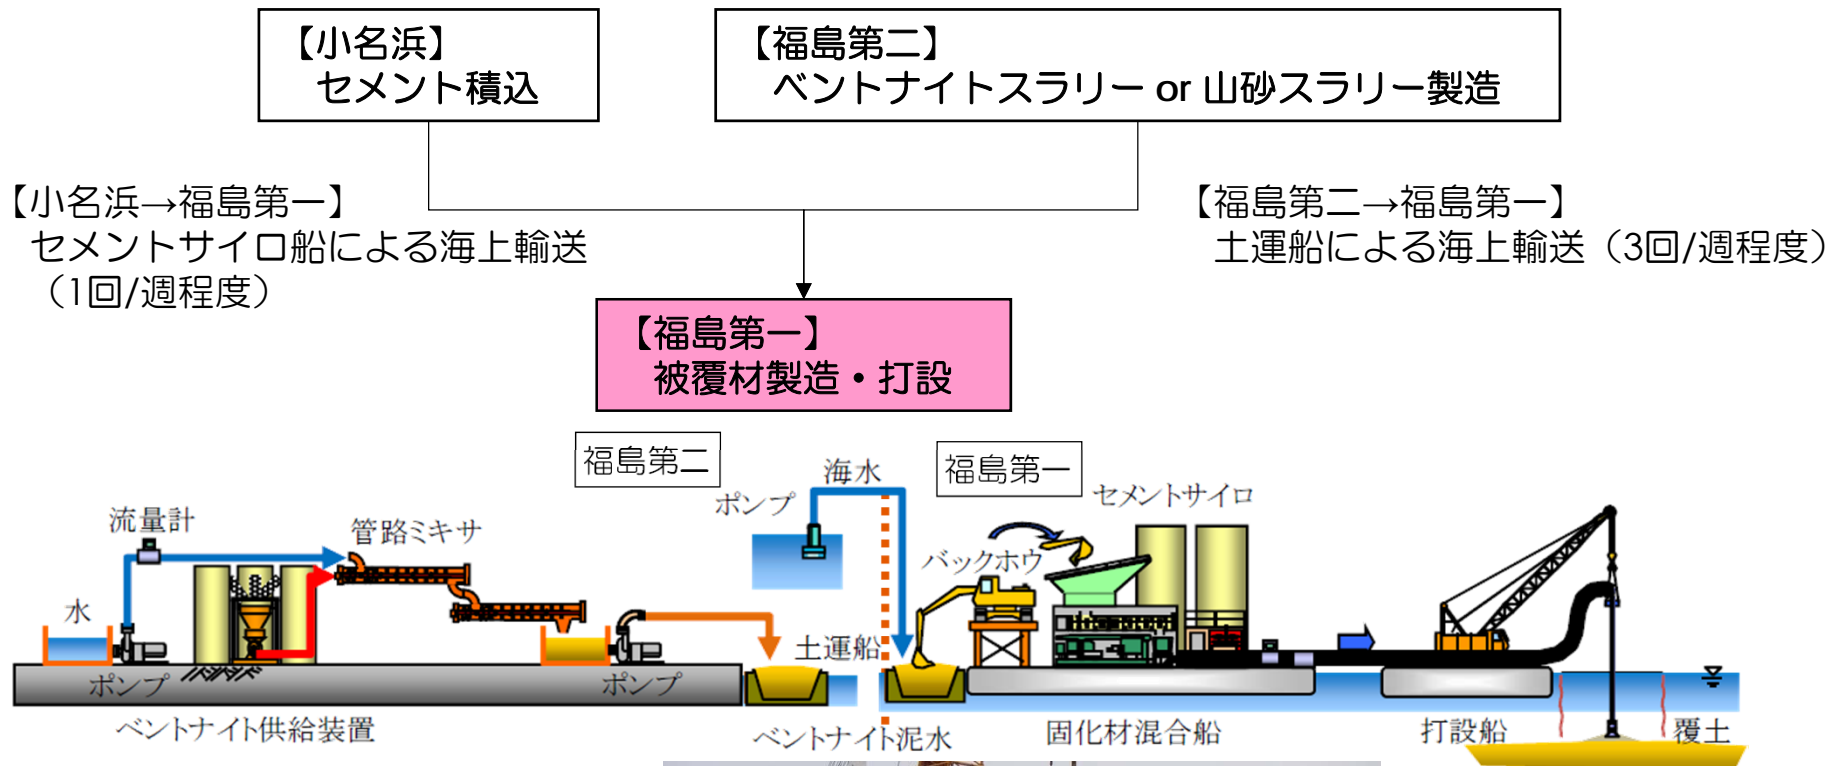 【小名浜】
セメント積込
【福島第二】
ベントナイトスラリー or 山砂スラリー製造
【小名浜→福島第一】
セメントサイロ船による海上輸送
（1回/週程度）
【福島第二→福島第一】
土運船による海上輸送（3回/週程度）
【福島第一】
被覆材製造・打設
福島第二
福島第一
海水
ポンプ
セメントサイロ
流量計
管路ミキサ
バックホウ
水
土運船
ポンプ
ポンプ
ベントナイト供給装置
ベントナイト泥水
固化材混合船
打設船
覆土